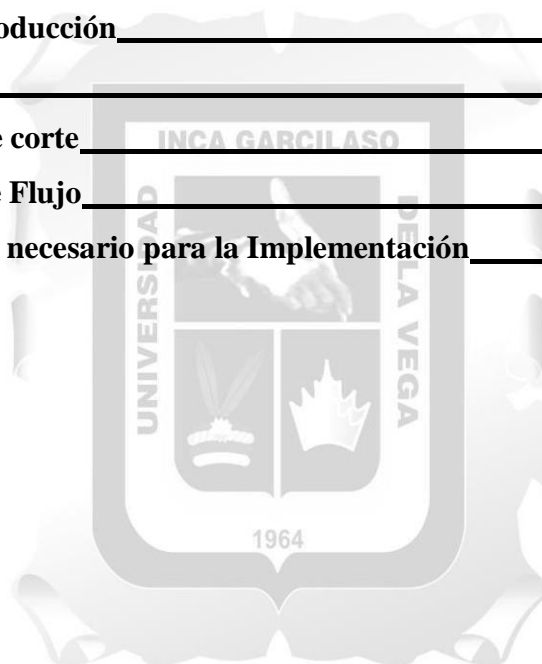 oducción
e corte
e Flujo
necesario para la Implementación
INCA GARCILASO
UNIVERSIDAD
DE LA VEGA
1964